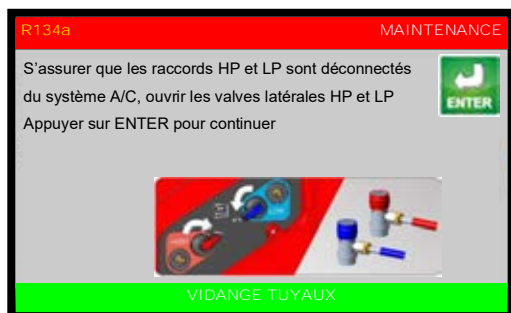 R134a
MAINTENANCE
S’assurer que les raccords HP et LP sont déconnectés
du système A/C, ouvrir les valves latérales HP et LP
Appuyer sur ENTER pour continuer
ENTER
VIDANGE TUYAUX